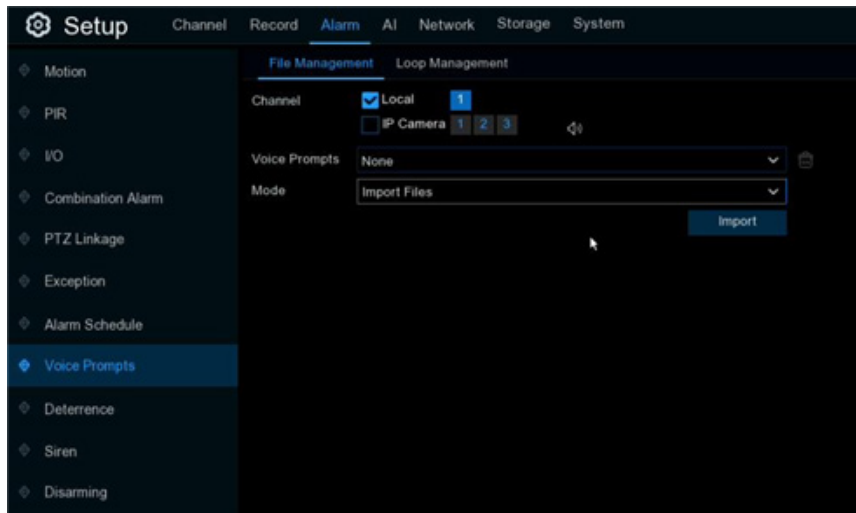 Setup Channel Record Alarm AI Network Storage System
File Management Loop Management
Motion
PIR
I/O
Combination Alarm
PTZ Linkage
Exception
Alarm Schedule
Voice Prompts
Deterrence
Siren
Disarming
Channel Local 1
IP Camera 1 2 3
Voice Prompts None
Mode Import Files
Import